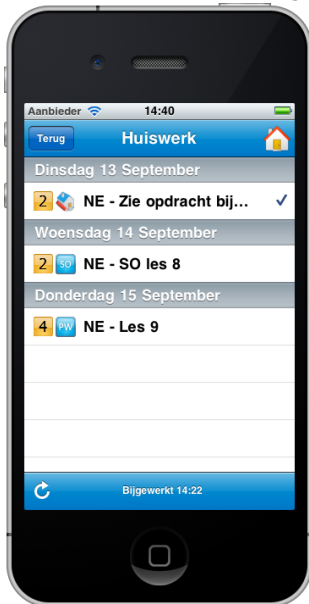 Aanbieder 14:40
Terug Huiswerk
Dinsdag 13 September
2 NE - Zie opdracht bij...
Woensdag 14 September
2 SO NE - SO les 8
Donderdag 15 September
4 PW NE - Les 9
Bijgewerkt 14:22